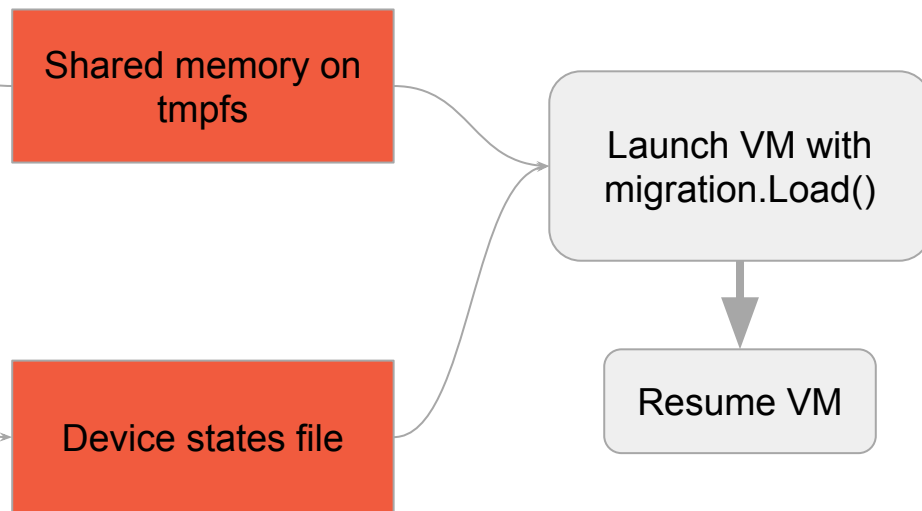 Shared memory on
tmpfs
Launch VM with
migration.Load()
Device states file
Resume VM